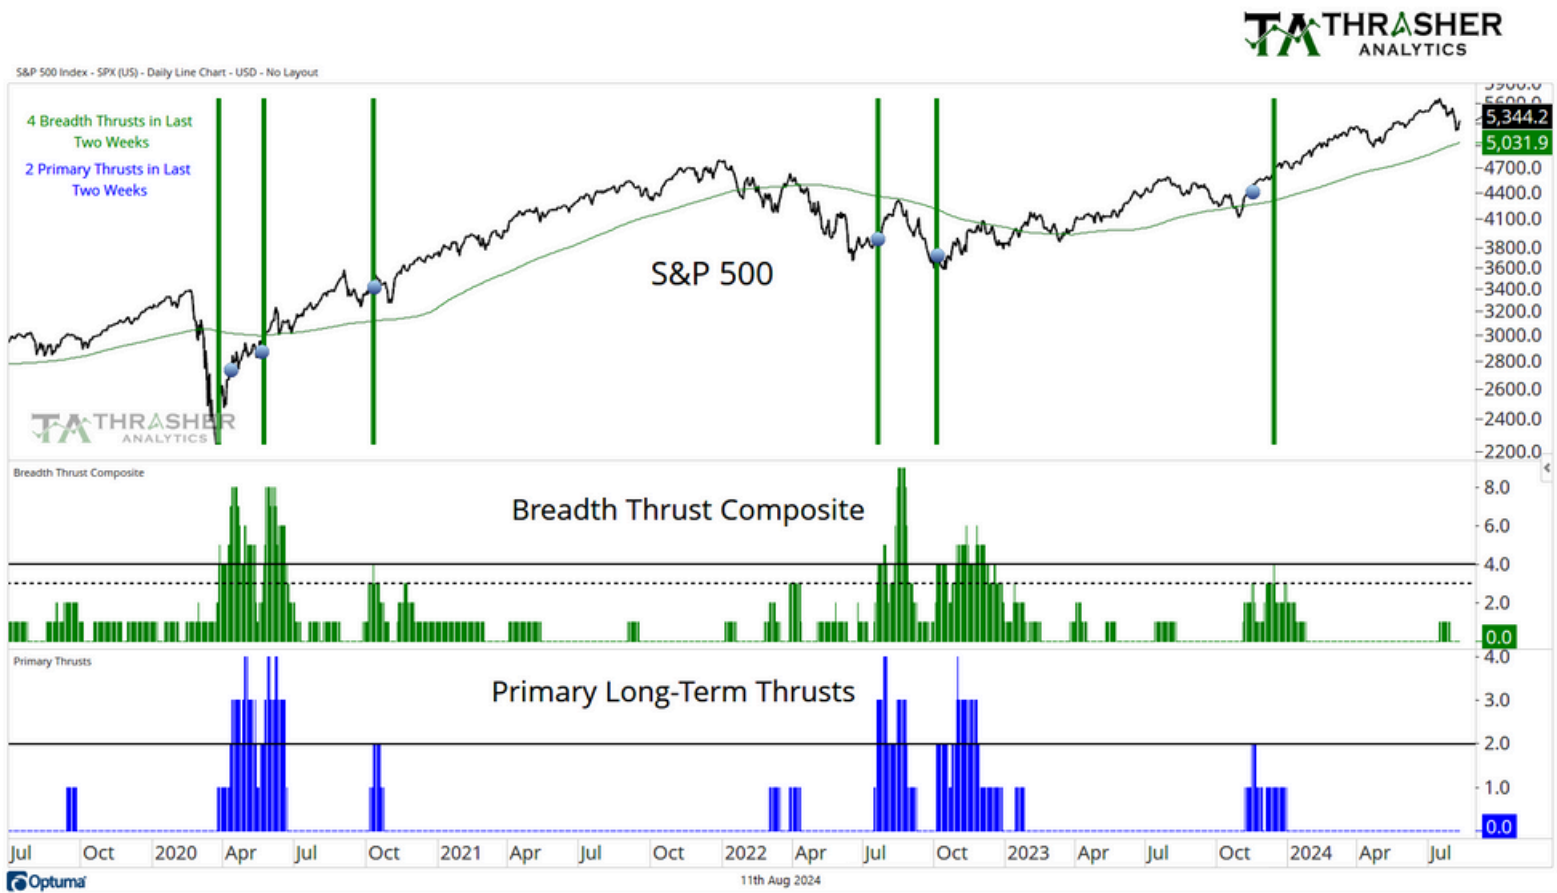 THRASHER
ANALYTICS
S&P 500 Index - SPX (US) - Daily Line Chart - USD - No Layout
4 Breadth Thrusts in Last
Two Weeks
2 Primary Thrusts in Last
Two Weeks
S&P 500
THRASHER
ANALYTICS
5900.0
5600.0
5,344.2
5,031.9
4700.0
4400.0
4100.0
3800.0
3600.0
3400.0
3200.0
3000.0
2800.0
2600.0
2400.0
2200.0
Breadth Thrust Composite
Breadth Thrust Composite
8.0
6.0
4.0
2.0
0.0
Primary Thrusts
Primary Long-Term Thrusts
4.0
3.0
2.0
1.0
0.0
Jul Oct 2020 Apr Jul Oct 2021 Apr Jul Oct 2022 Apr Jul Oct 2023 Apr Jul Oct 2024 Apr Jul
Optuma
11th Aug 2024